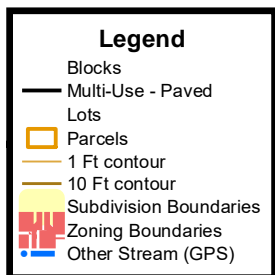 Legend
Blocks
Multi-Use - Paved
Lots
Parcels
1 Ft contour
10 Ft contour
Subdivision Boundaries
Zoning Boundaries
Other Stream (GPS)